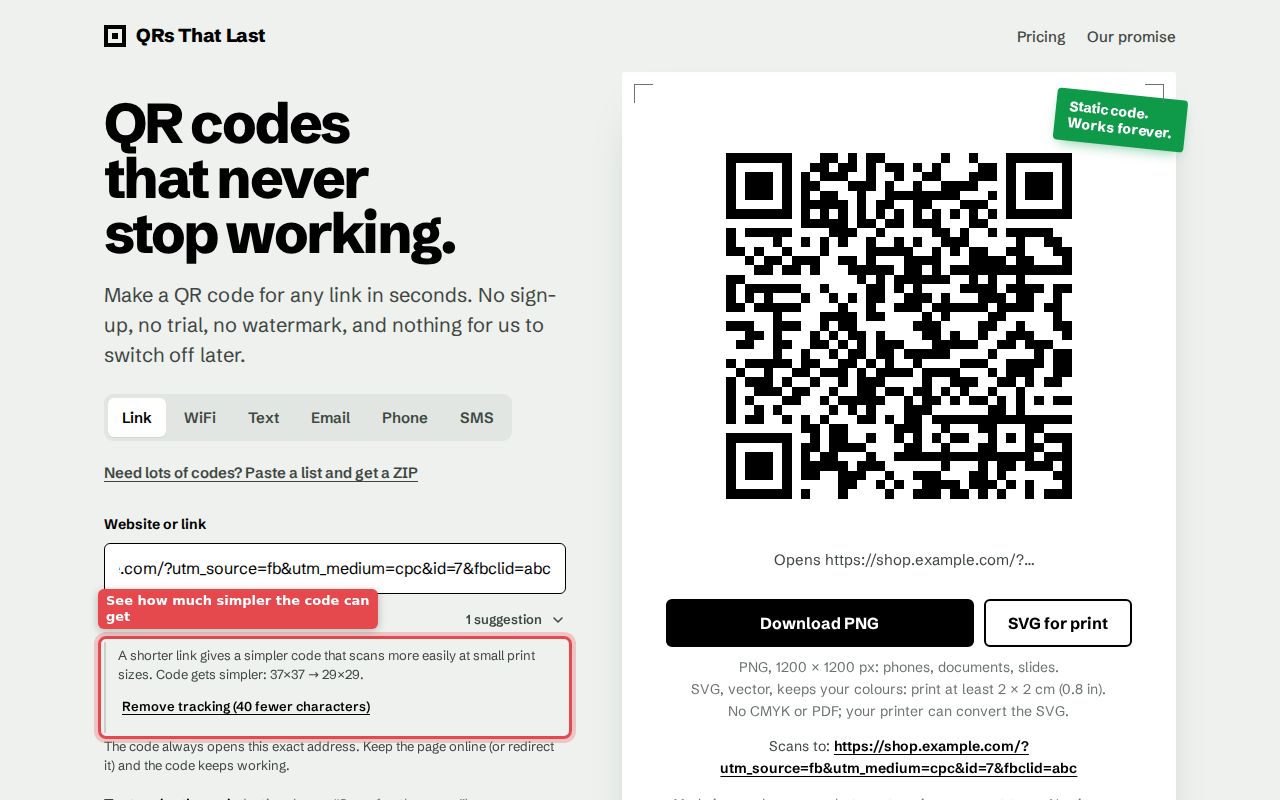 QRs That Last
Pricing
Our promise
QR codes
that never
stop working.
Make a QR code for any link in seconds. No sign-
up, no trial, no watermark, and nothing for us to
switch off later.
Link
WiFi
Text
Email
Phone
SMS
Need lots of codes? Paste a list and get a ZIP
Website or link
.com/?utm_source=fb&utm_medium=cpc&id=7&fbclid=abc
See how much simpler the code can
get
1 suggestion
A shorter link gives a simpler code that scans more easily at small print
sizes. Code gets simpler: 37×37 → 29×29.
Remove tracking (40 fewer characters)
The code always opens this exact address. Keep the page online (or redirect
it) and the code keeps working.
Static code.
Works forever.
Opens https://shop.example.com/?…
Download PNG
SVG for print
PNG, 1200 × 1200 px: phones, documents, slides.
SVG, vector, keeps your colours: print at least 2 × 2 cm (0.8 in).
No CMYK or PDF; your printer can convert the SVG.
Scans to: https://shop.example.com/?
utm_source=fb&utm_medium=cpc&id=7&fbclid=abc